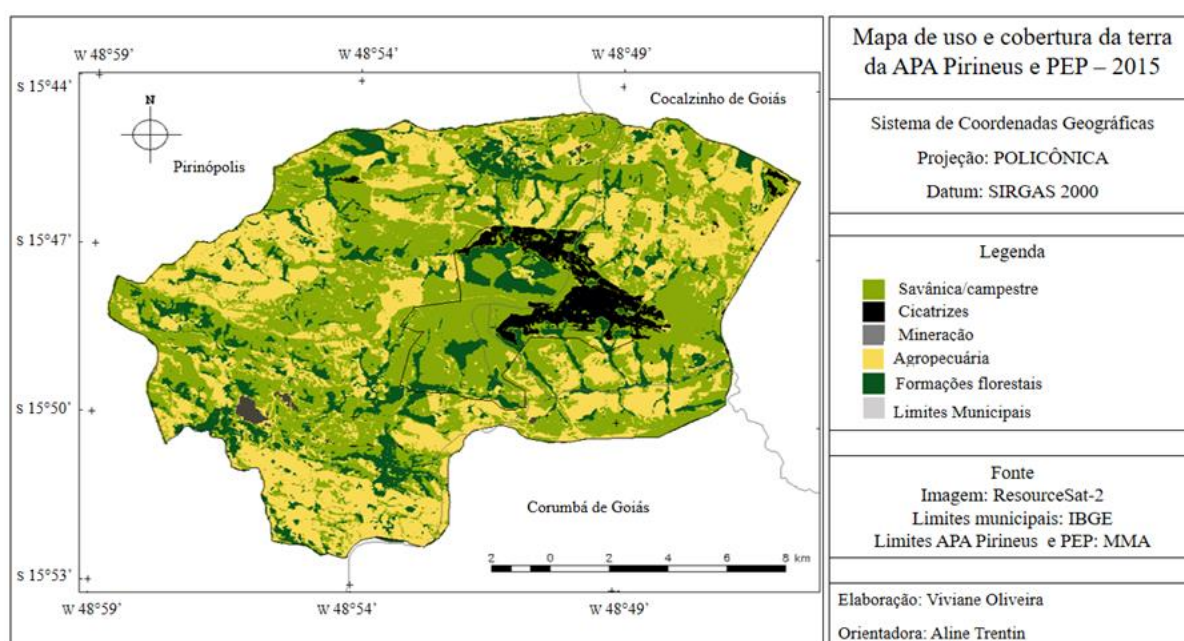 W 48°59'
W 48°54'
W 48°49'
S 15°44'
Cocalzinho de Goiás
N
Pirinópolis
S 15°47'
S 15°50'
Corumbá de Goiás
2 0 2 4 6 8 km
S 15°53'
W 48°59'
W 48°54'
W 48°49'
Mapa de uso e cobertura da terra
da APA Pirineus e PEP – 2015
Sistema de Coordenadas Geográficas
Projeção: POLICÔNICA
Datum: SIRGAS 2000
Legenda
Savânica/campestre
Cicatrizes
Mineração
Agropecuária
Formações florestais
Limites Municipais
Fonte
Imagem: ResourceSat-2
Limites municipais: IBGE
Limites APA Pirineus e PEP: MMA
Elaboração: Viviane Oliveira
Orientadora: Aline Trentin